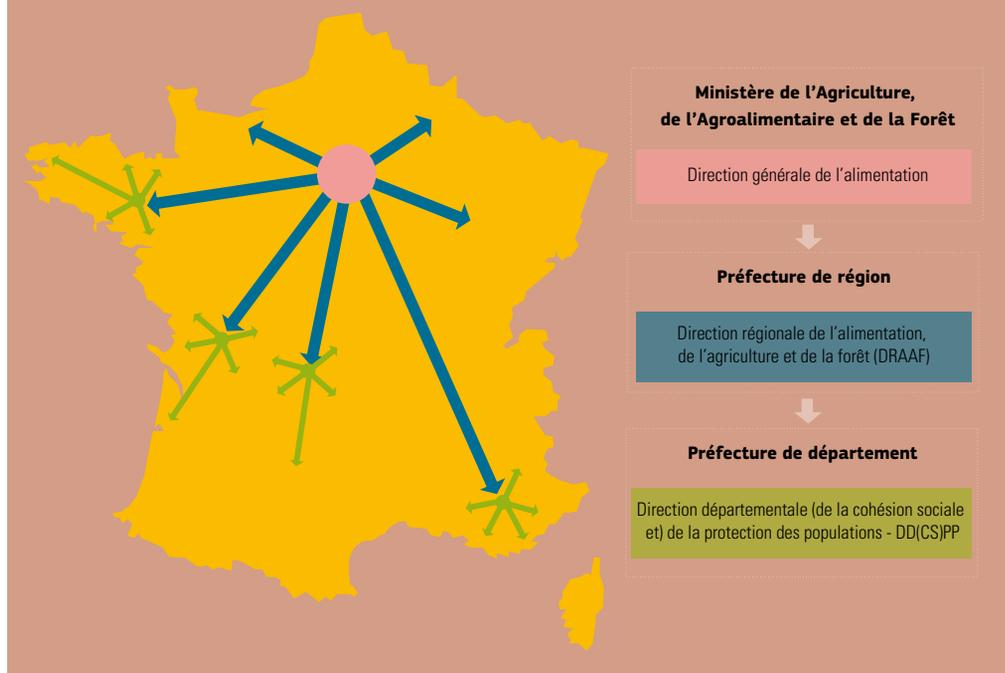 Ministère de l'Agriculture,
de l'Agroalimentaire et de la Forêt
Direction générale de l'alimentation
Préfecture de région
Direction régionale de l'alimentation,
de l'agriculture et de la forêt (DRAAF)
Préfecture de département
Direction départementale (de la cohésion sociale
et) de la protection des populations - DD(CS)PP